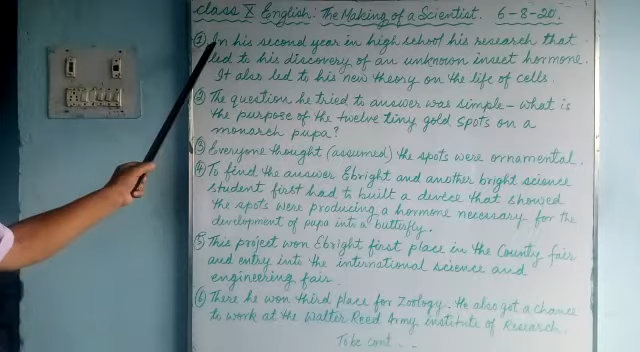 Class X English: The Making of a Scientist. 6-8-20.
① In his second year in high school his research that
led to his discovery of an unknown insect hormone.
It also led to his new theory on the life of cells.
② The question he tried to answer was simple - what is
the purpose of the twelve tiny gold spots on a
monarch pupa?
③ Everyone thought (assumed) the spots were ornamental.
④ To find the answer Ebright and another bright science
student first had to built a device that showed
the spots were producing a hormone necessary for the
development of pupa into a butterfly.
⑤ This project won Ebright first place in the County fair
and entry into the international science and
engineering fair.
⑥ There he won third place for Zoology. He also got a chance
to work at the Walter Reed Army institute of Research.
To be cont...